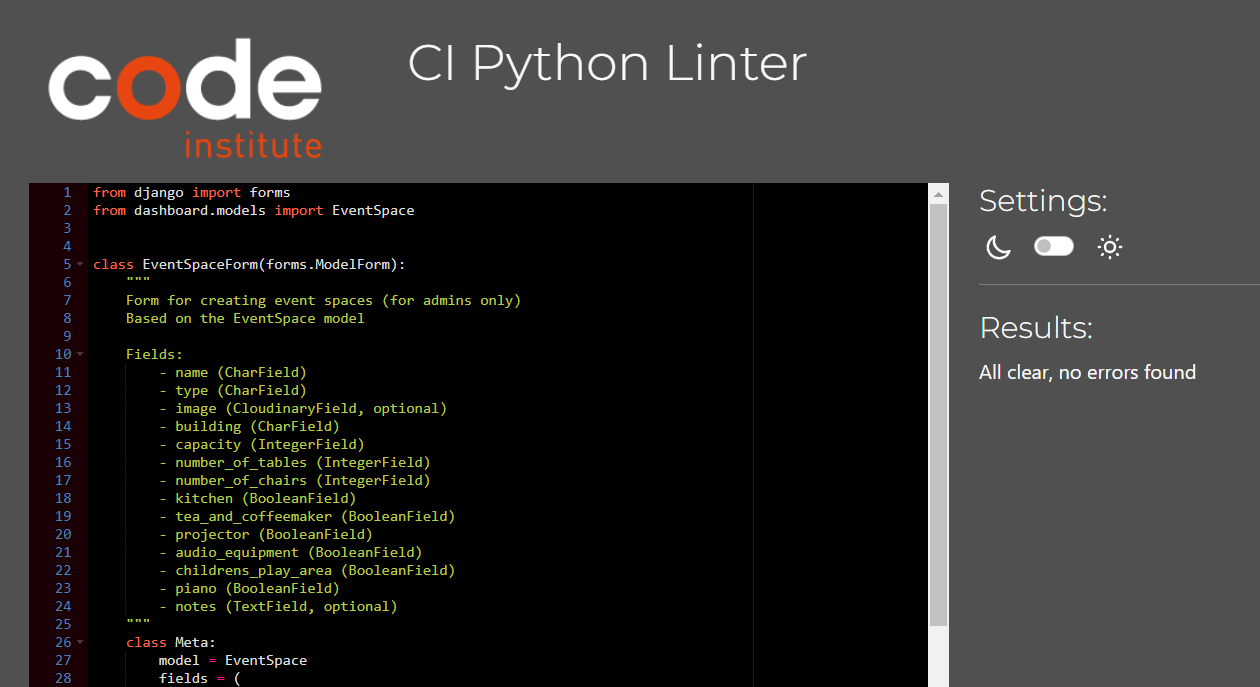 code
institute
CI Python Linter
1 from django import forms
2 from dashboard.models import EventSpace
3
4
5 class EventSpaceForm(forms.ModelForm):
6 """
7 Form for creating event spaces (for admins only)
8 Based on the EventSpace model
9
10 Fields:
11 - name (CharField)
12 - type (CharField)
13 - image (CloudinaryField, optional)
14 - building (CharField)
15 - capacity (IntegerField)
16 - number_of_tables (IntegerField)
17 - number_of_chairs (IntegerField)
18 - kitchen (BooleanField)
19 - tea_and_coffeemaker (BooleanField)
20 - projector (BooleanField)
21 - audio_equipment (BooleanField)
22 - childrens_play_area (BooleanField)
23 - piano (BooleanField)
24 - notes (TextField, optional)
25 """
26 class Meta:
27 model = EventSpace
28 fields = (
Settings:
Results:
All clear, no errors found